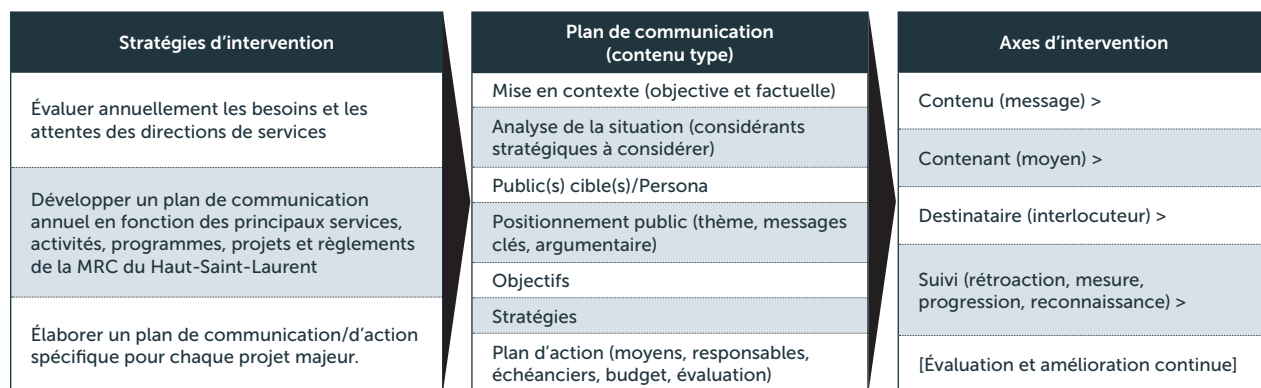 Stratégies d'intervention
Évaluer annuellement les besoins et les
attentes des directions de services
Développer un plan de communication
annuel en fonction des principaux services,
activités, programmes, projets et règlements
de la MRC du Haut-Saint-Laurent
Élaborer un plan de communication/d'action
spécifique pour chaque projet majeur.
Plan de communication
(contenu type)
Mise en contexte (objective et factuelle)
Analyse de la situation (considérants
stratégiques à considérer)
Public(s) cible(s)/Persona
Positionnement public (thème, messages
clés, argumentaire)
Objectifs
Stratégies
Plan d'action (moyens, responsables,
échéanciers, budget, évaluation)
Axes d'intervention
Contenu (message) >
Contenant (moyen) >
Destinataire (interlocuteur) >
Suivi (rétroaction, mesure,
progression, reconnaissance) >
[Évaluation et amélioration continue]